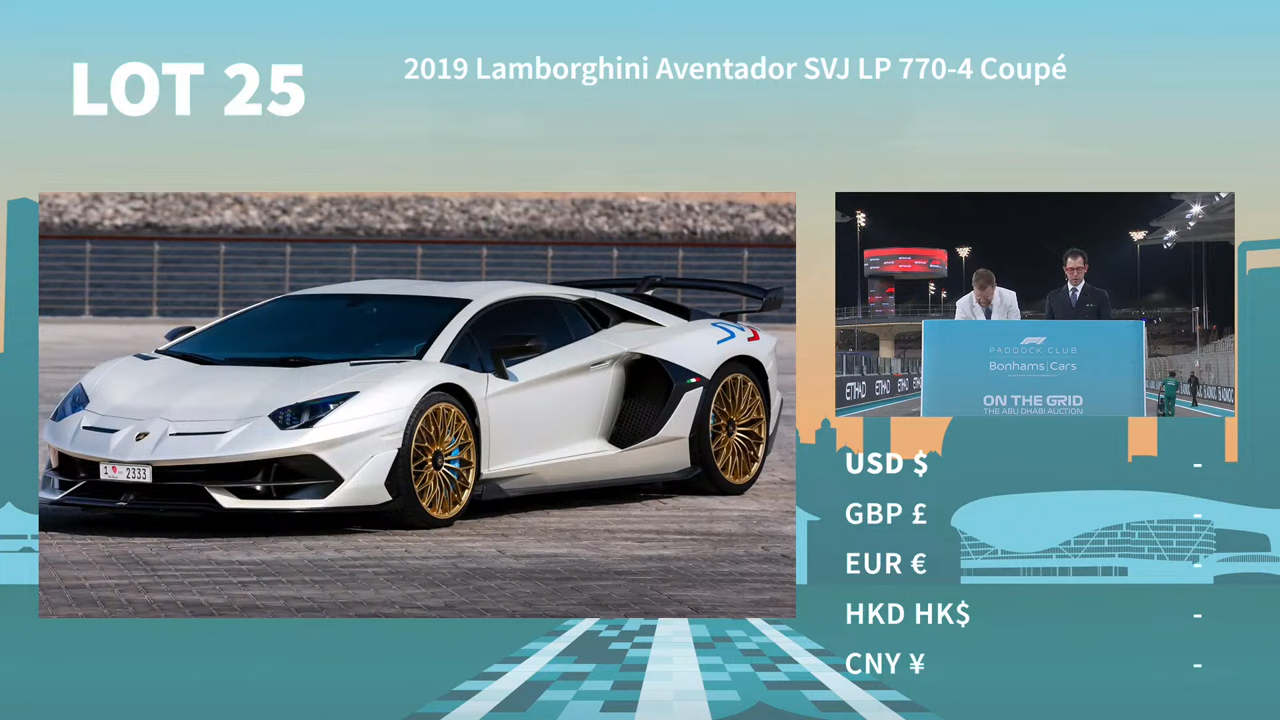 LOT 25
2019 Lamborghini Aventador SVJ LP 770-4 Coupé
1 2333
F1
PADDOCK CLUB
Bonhams|Cars
ON THE GRID
THE ABU DHABI AUCTION
ETIHAD
ETIHAD
USD $ -
GBP £ -
EUR € -
HKD HK$ -
CNY ¥ -